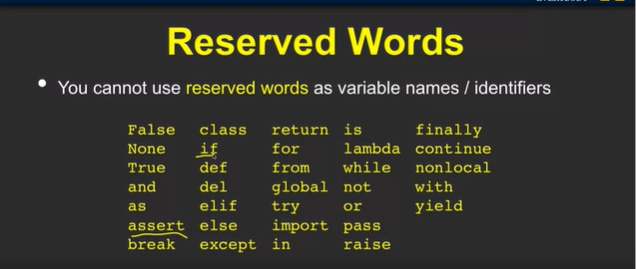 Reserved Words
• You cannot use reserved words as variable names / identifiers
False class return is finally
None if for lambda continue
True def from while nonlocal
and del global not with
as elif try or yield
assert else import pass
break except in raise